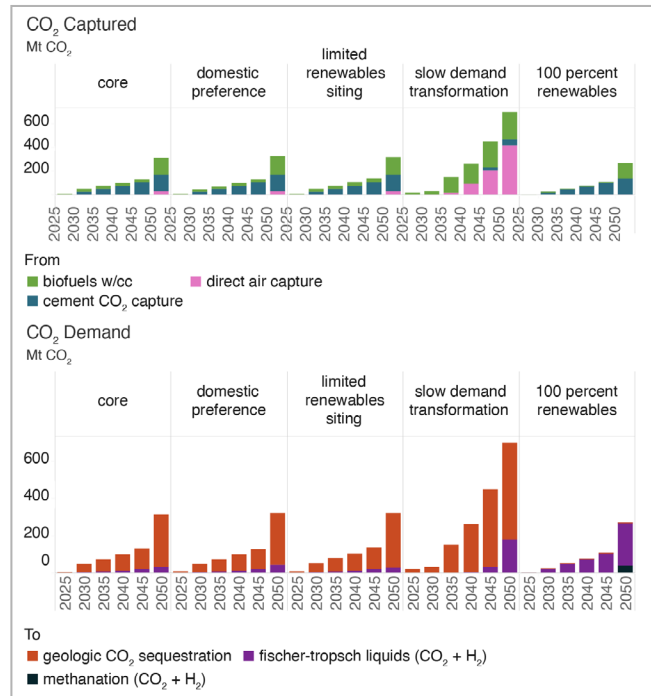 CO₂ Captured
Mt CO₂
core
domestic
preference
limited
renewables
siting
slow demand
transformation
100 percent
renewables
600
400
200
2025 2030 2035 2040 2045 2050 2025 2030 2035 2040 2045 2050 2025 2030 2035 2040 2045 2050 2025 2030 2035 2040 2045 2050 2025 2030 2035 2040 2045 2050
From
biofuels w/cc
direct air capture
cement CO₂ capture
CO₂ Demand
Mt CO₂
core
domestic
preference
limited
renewables
siting
slow demand
transformation
100 percent
renewables
600
400
200
0
2025 2030 2035 2040 2045 2050 2025 2030 2035 2040 2045 2050 2025 2030 2035 2040 2045 2050 2025 2030 2035 2040 2045 2050 2025 2030 2035 2040 2045 2050
To
geologic CO₂ sequestration
fischer-tropsch liquids (CO₂ + H₂)
methanation (CO₂ + H₂)